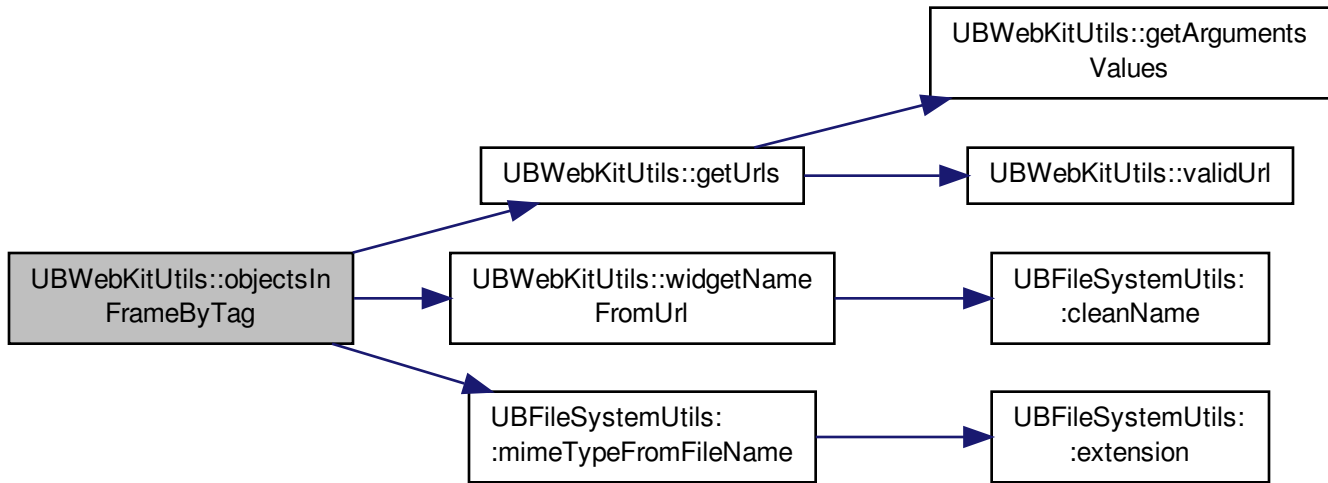 UBWebKitUtils::objectsIn
FrameByTag
UBWebKitUtils::getUrls
UBWebKitUtils::getArguments
Values
UBWebKitUtils::validUrl
UBWebKitUtils::widgetName
FromUrl
UBFileSystemUtils:
:cleanName
UBFileSystemUtils:
:mimeTypeFromFileName
UBFileSystemUtils:
:extension